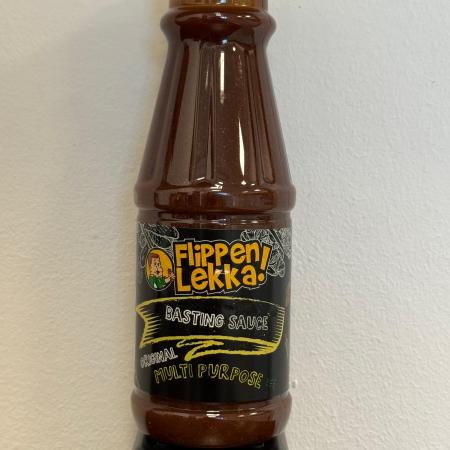 Flippen
Lekka!
BASTING SAUCE
ORIGINAL
MULTI PURPOSE